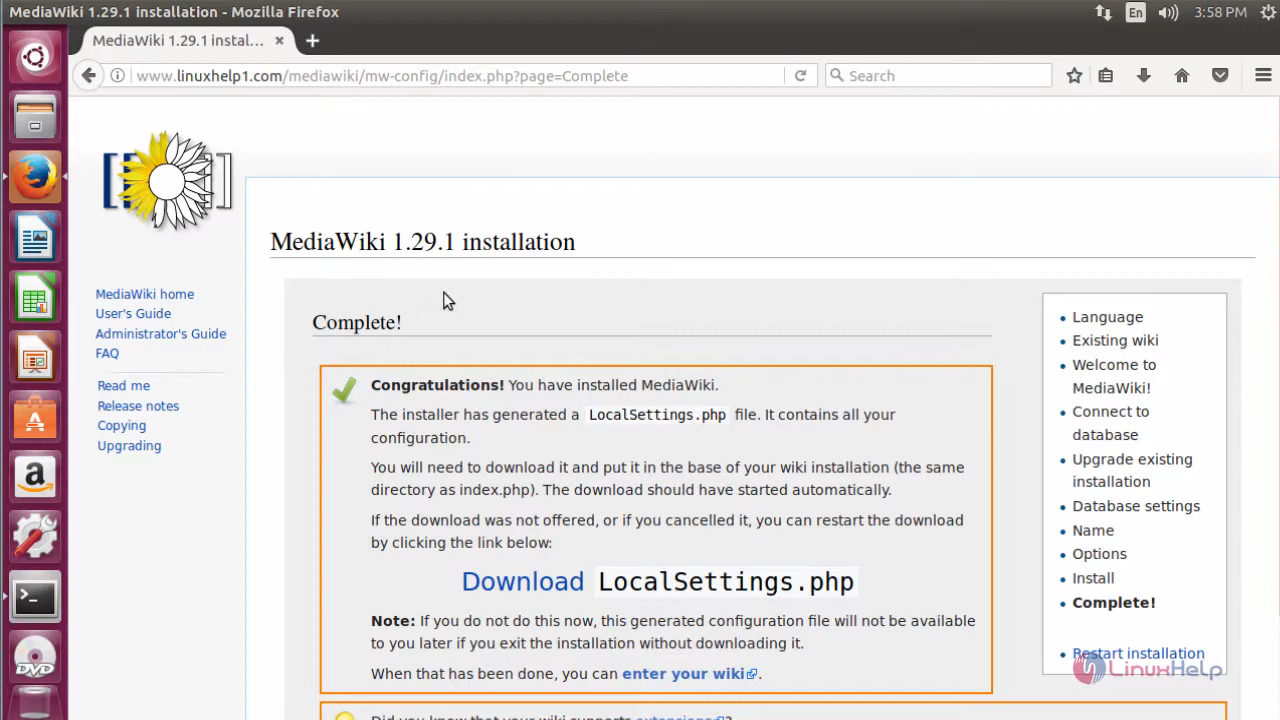 MediaWiki 1.29.1 installation - Mozilla Firefox
En
3:58 PM
MediaWiki 1.29.1 instal... × +
www.linuxhelp1.com/mediawiki/mw-config/index.php?page=Complete
Search
MediaWiki 1.29.1 installation
MediaWiki home
User's Guide
Administrator's Guide
FAQ
Read me
Release notes
Copying
Upgrading
Complete!
Congratulations! You have installed MediaWiki.
The installer has generated a LocalSettings.php file. It contains all your
configuration.
You will need to download it and put it in the base of your wiki installation (the same
directory as index.php). The download should have started automatically.
If the download was not offered, or if you cancelled it, you can restart the download
by clicking the link below:
Download LocalSettings.php
Note: If you do not do this now, this generated configuration file will not be available
to you later if you exit the installation without downloading it.
When that has been done, you can enter your wiki.
Did you know that your wiki supports extensions?
Language
Existing wiki
Welcome to
MediaWiki!
Connect to
database
Upgrade existing
installation
Database settings
Name
Options
Install
Complete!
Restart installation
LinuxHelp
DVD